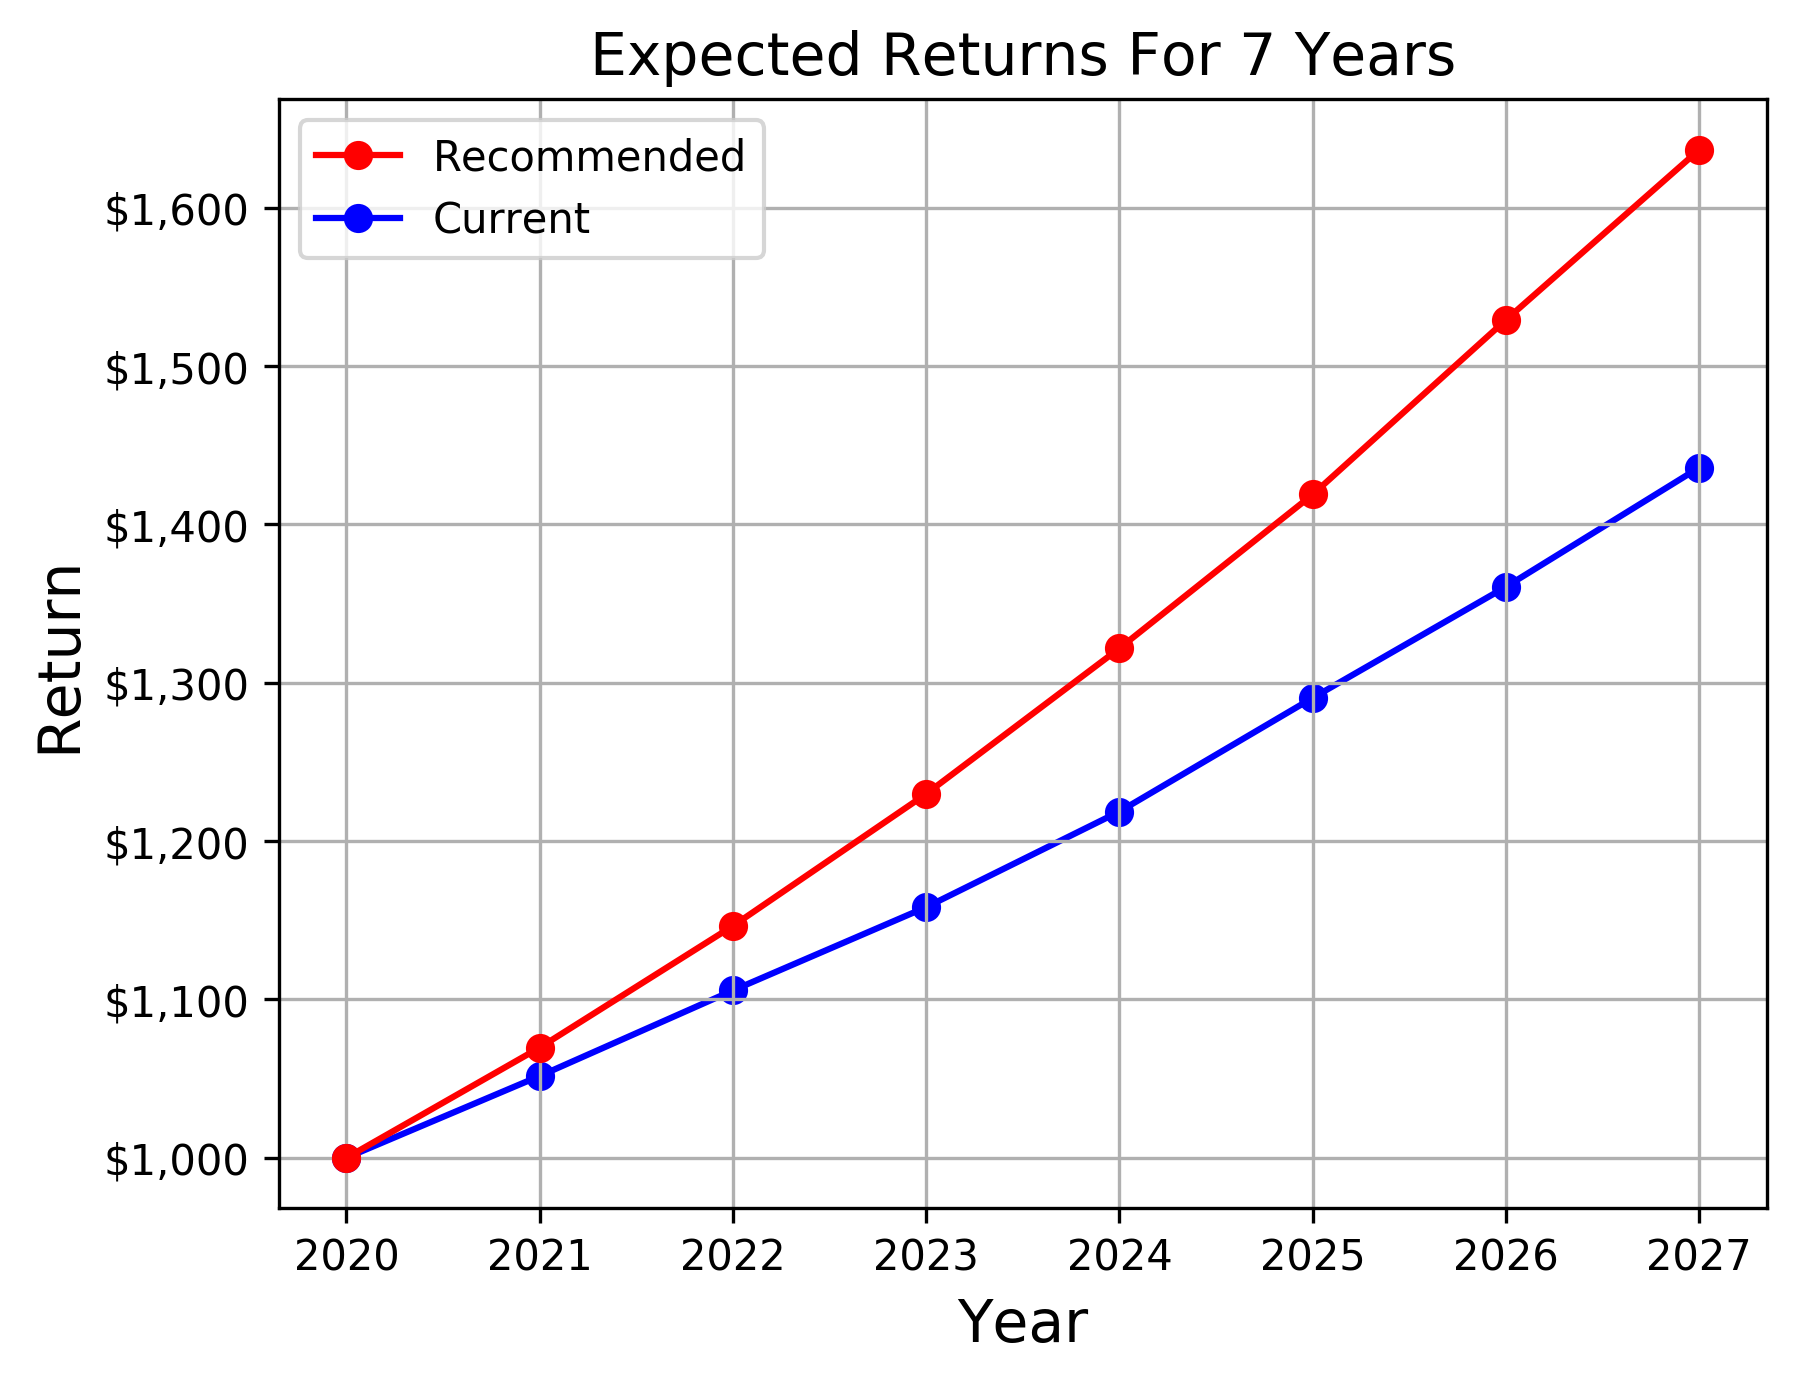 Expected Returns For 7 Years
Recommended
Current
$1,600
$1,500
$1,400
$1,300
$1,200
$1,100
$1,000
Return
2020 2021 2022 2023 2024 2025 2026 2027
Year